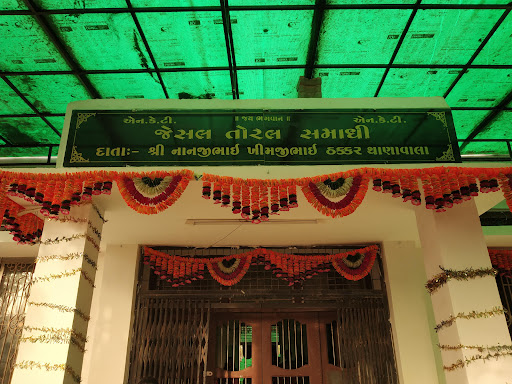 એન.કે.ટી. ॥ જય ભગવાન ॥ એન.કે.ટી.
જેસલ તોરલ સમાધી
દાતાઃ- શ્રી નાનજીભાઈ ખીમજીભાઈ ઠક્કર થાણાવાલા